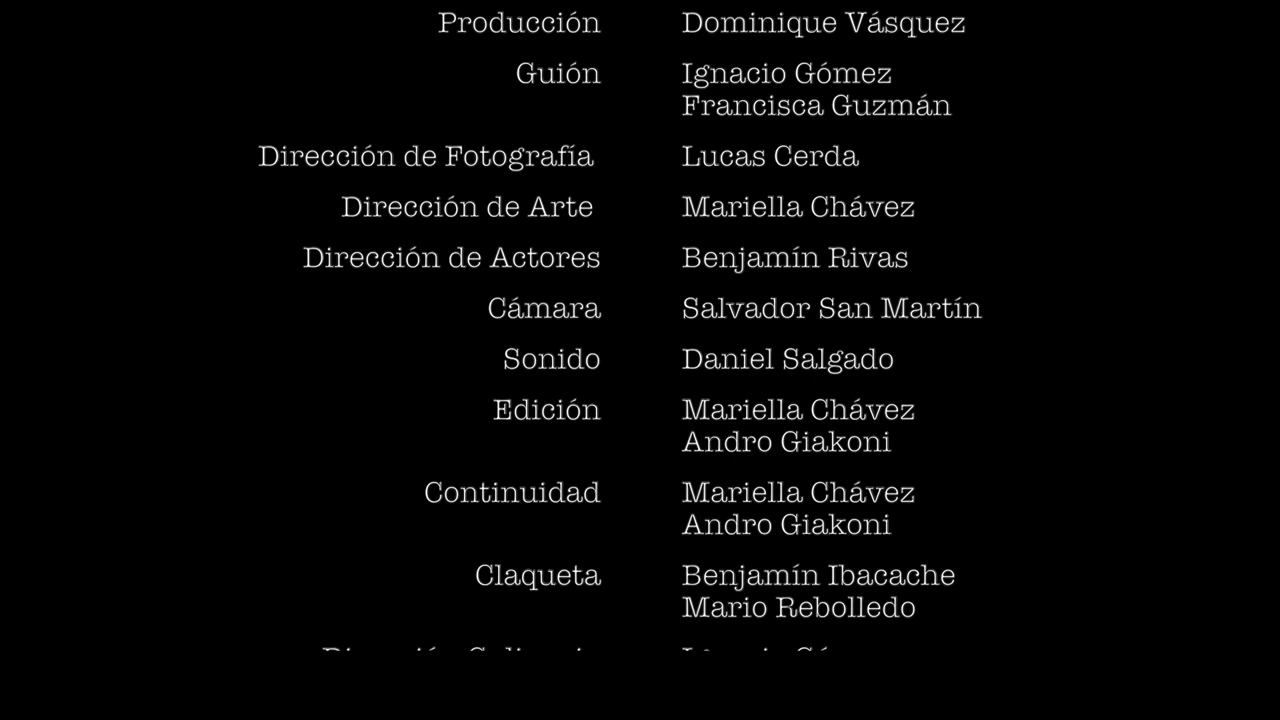 Producción Dominique Vásquez
Guión Ignacio Gómez
Francisca Guzmán
Dirección de Fotografía Lucas Cerda
Dirección de Arte Mariella Chávez
Dirección de Actores Benjamín Rivas
Cámara Salvador San Martín
Sonido Daniel Salgado
Edición Mariella Chávez
Andro Giakoni
Continuidad Mariella Chávez
Andro Giakoni
Claqueta Benjamín Ibacache
Mario Rebolledo